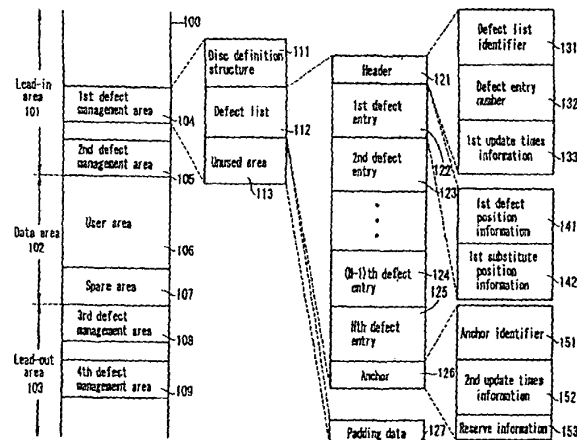 100
Lead-in
area
101
1st defect
management area
104
2nd defect
management area
105
Data area
102
User area
106
Spare area
107
3rd defect
management area
108
Lead-out
area
103
4th defect
management area
109
Disc definition
structure
111
Defect list
112
Unused area
113
Header
121
1st defect
entry
122
2nd defect
entry
123
(N-1)th defect
entry
124
125
Nth defect
entry
Anchor
126
Padding data
127
Defect list
identifier
131
Defect entry
number
132
1st update times
information
133
1st defect
position
information
141
1st substitute
position
information
142
Anchor identifier
151
2nd update times
information
152
Reserve information
153